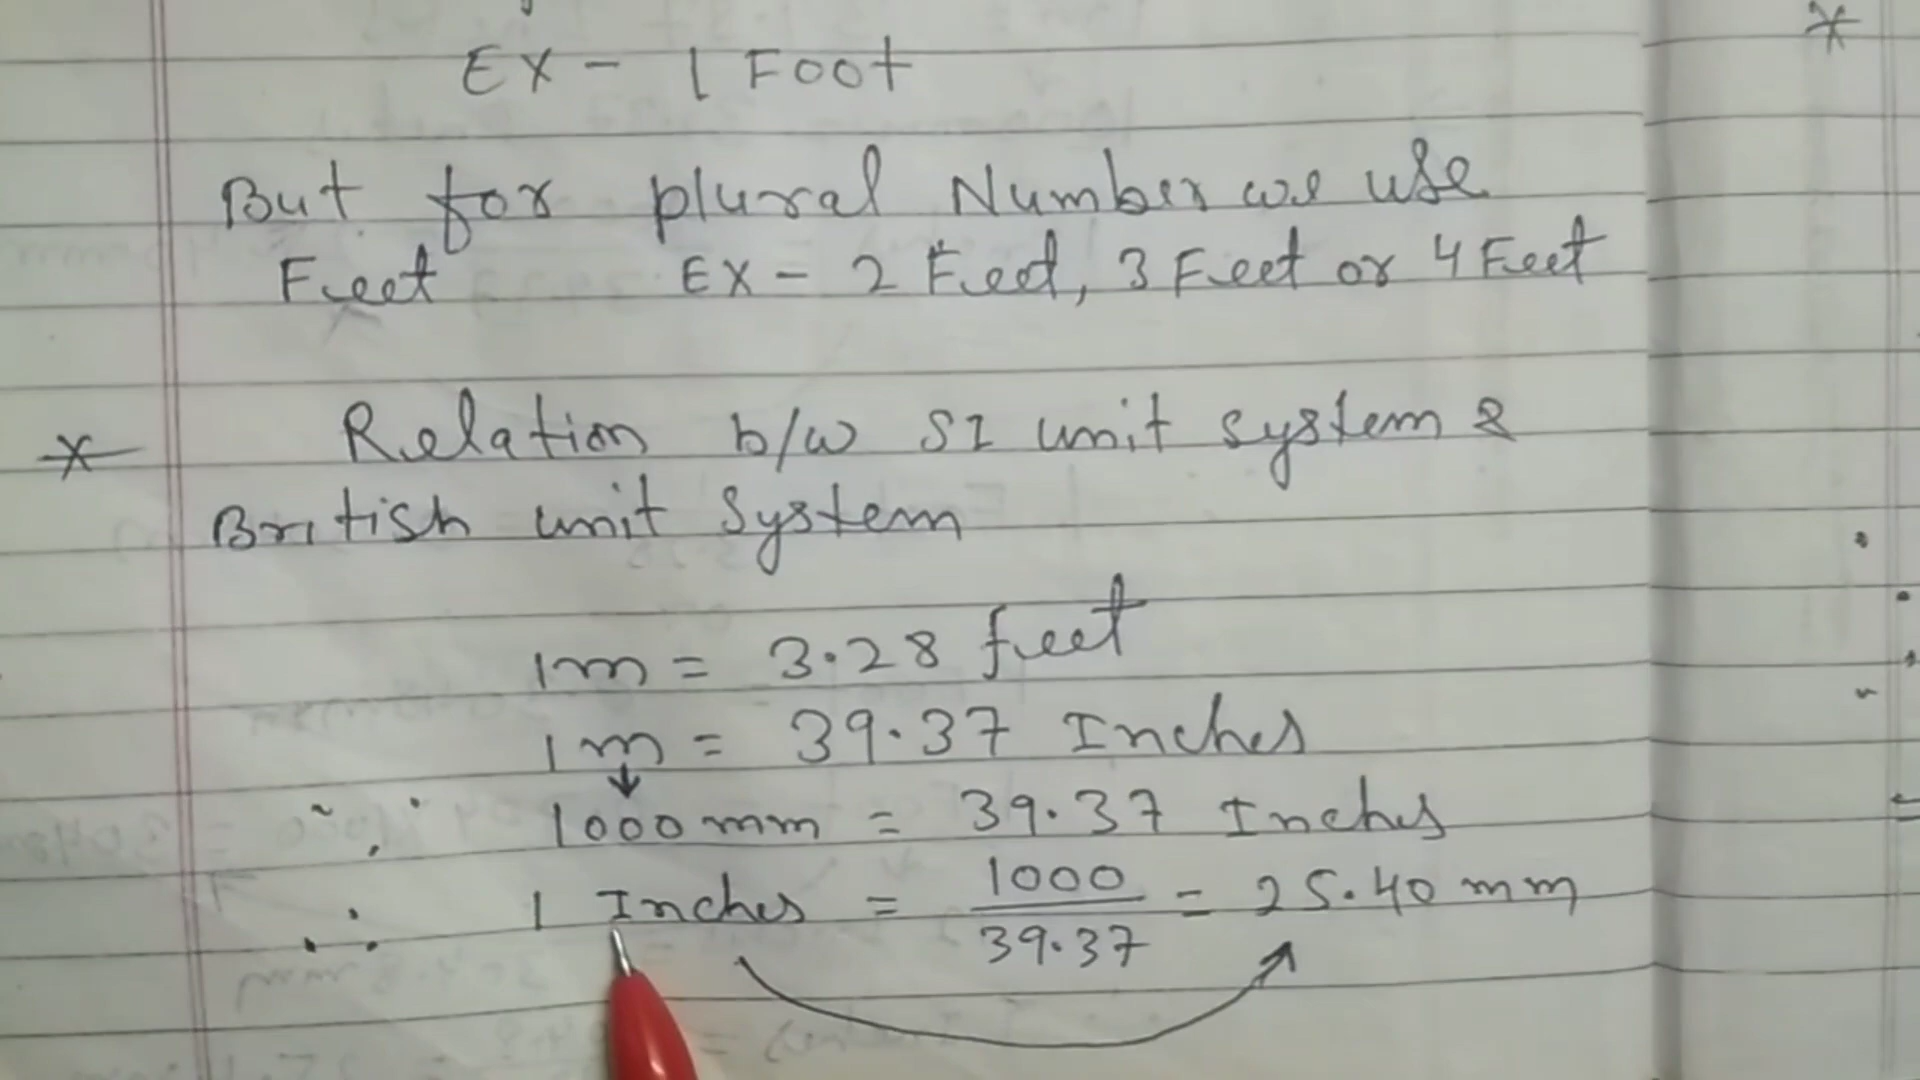 EX - 1 Foot
But for plural Number we use
Feet EX - 2 Feet, 3 Feet or 4 Feet
* Relation b/w SI unit system &
British unit system
1m = 3.28 feet
1m = 39.37 Inches
∵ 1000 mm = 39.37 Inches
∴ 1 Inches = 1000/39.37 = 25.40 mm